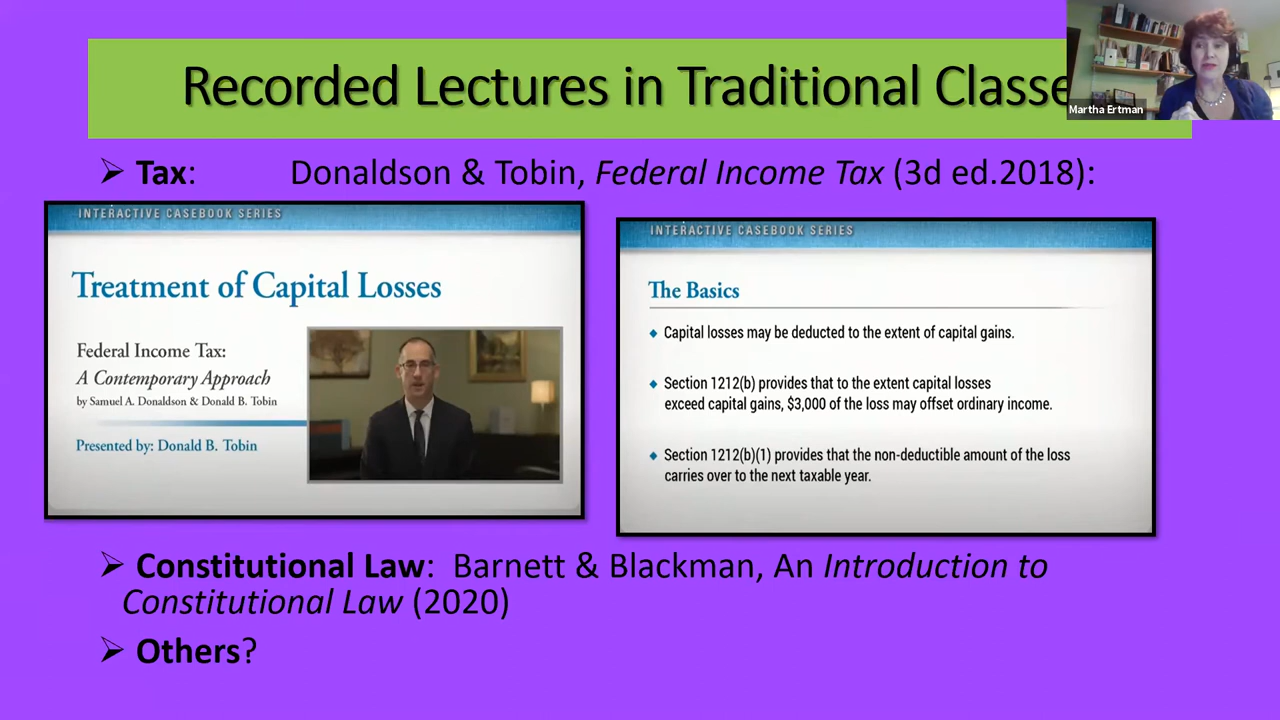 Recorded Lectures in Traditional Classe
Martha Ertman
➢ Tax: Donaldson & Tobin, Federal Income Tax (3d ed.2018):
INTERACTIVE CASEBOOK SERIES
Treatment of Capital Losses
Federal Income Tax:
A Contemporary Approach
by Samuel A. Donaldson & Donald B. Tobin
Presented by: Donald B. Tobin
INTERACTIVE CASEBOOK SERIES
The Basics
◆ Capital losses may be deducted to the extent of capital gains.
◆ Section 1212(b) provides that to the extent capital losses
exceed capital gains, $3,000 of the loss may offset ordinary income.
◆ Section 1212(b)(1) provides that the non-deductible amount of the loss
carries over to the next taxable year.
➢ Constitutional Law: Barnett & Blackman, An Introduction to
Constitutional Law (2020)
➢ Others?